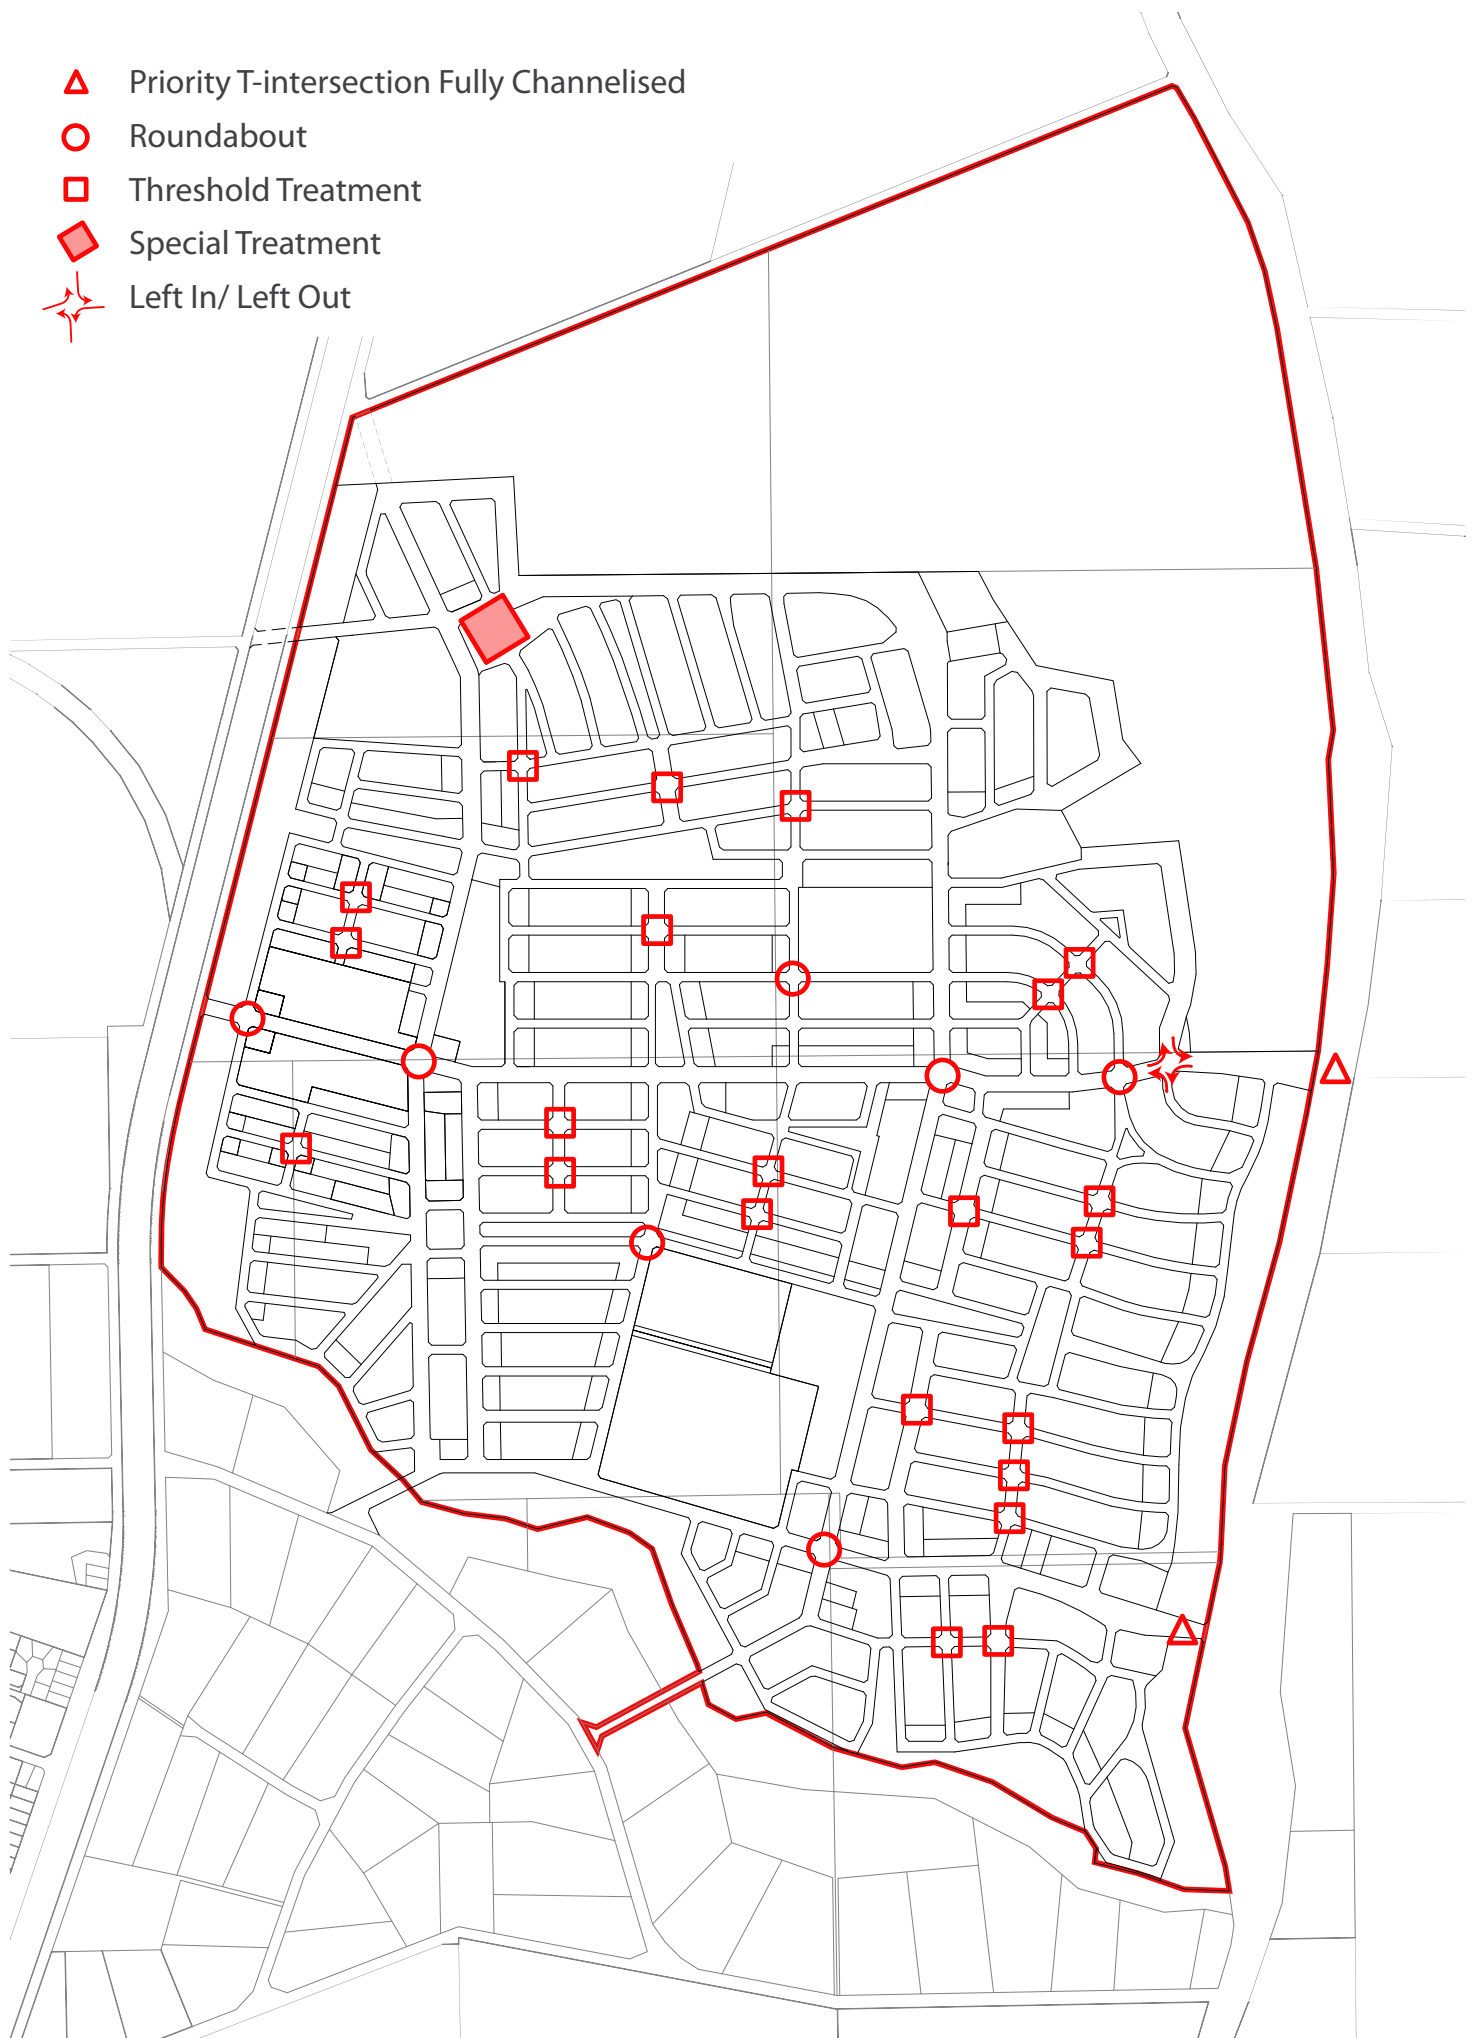 Priority T-intersection Fully Channelised
Roundabout
Threshold Treatment
Special Treatment
Left In/ Left Out